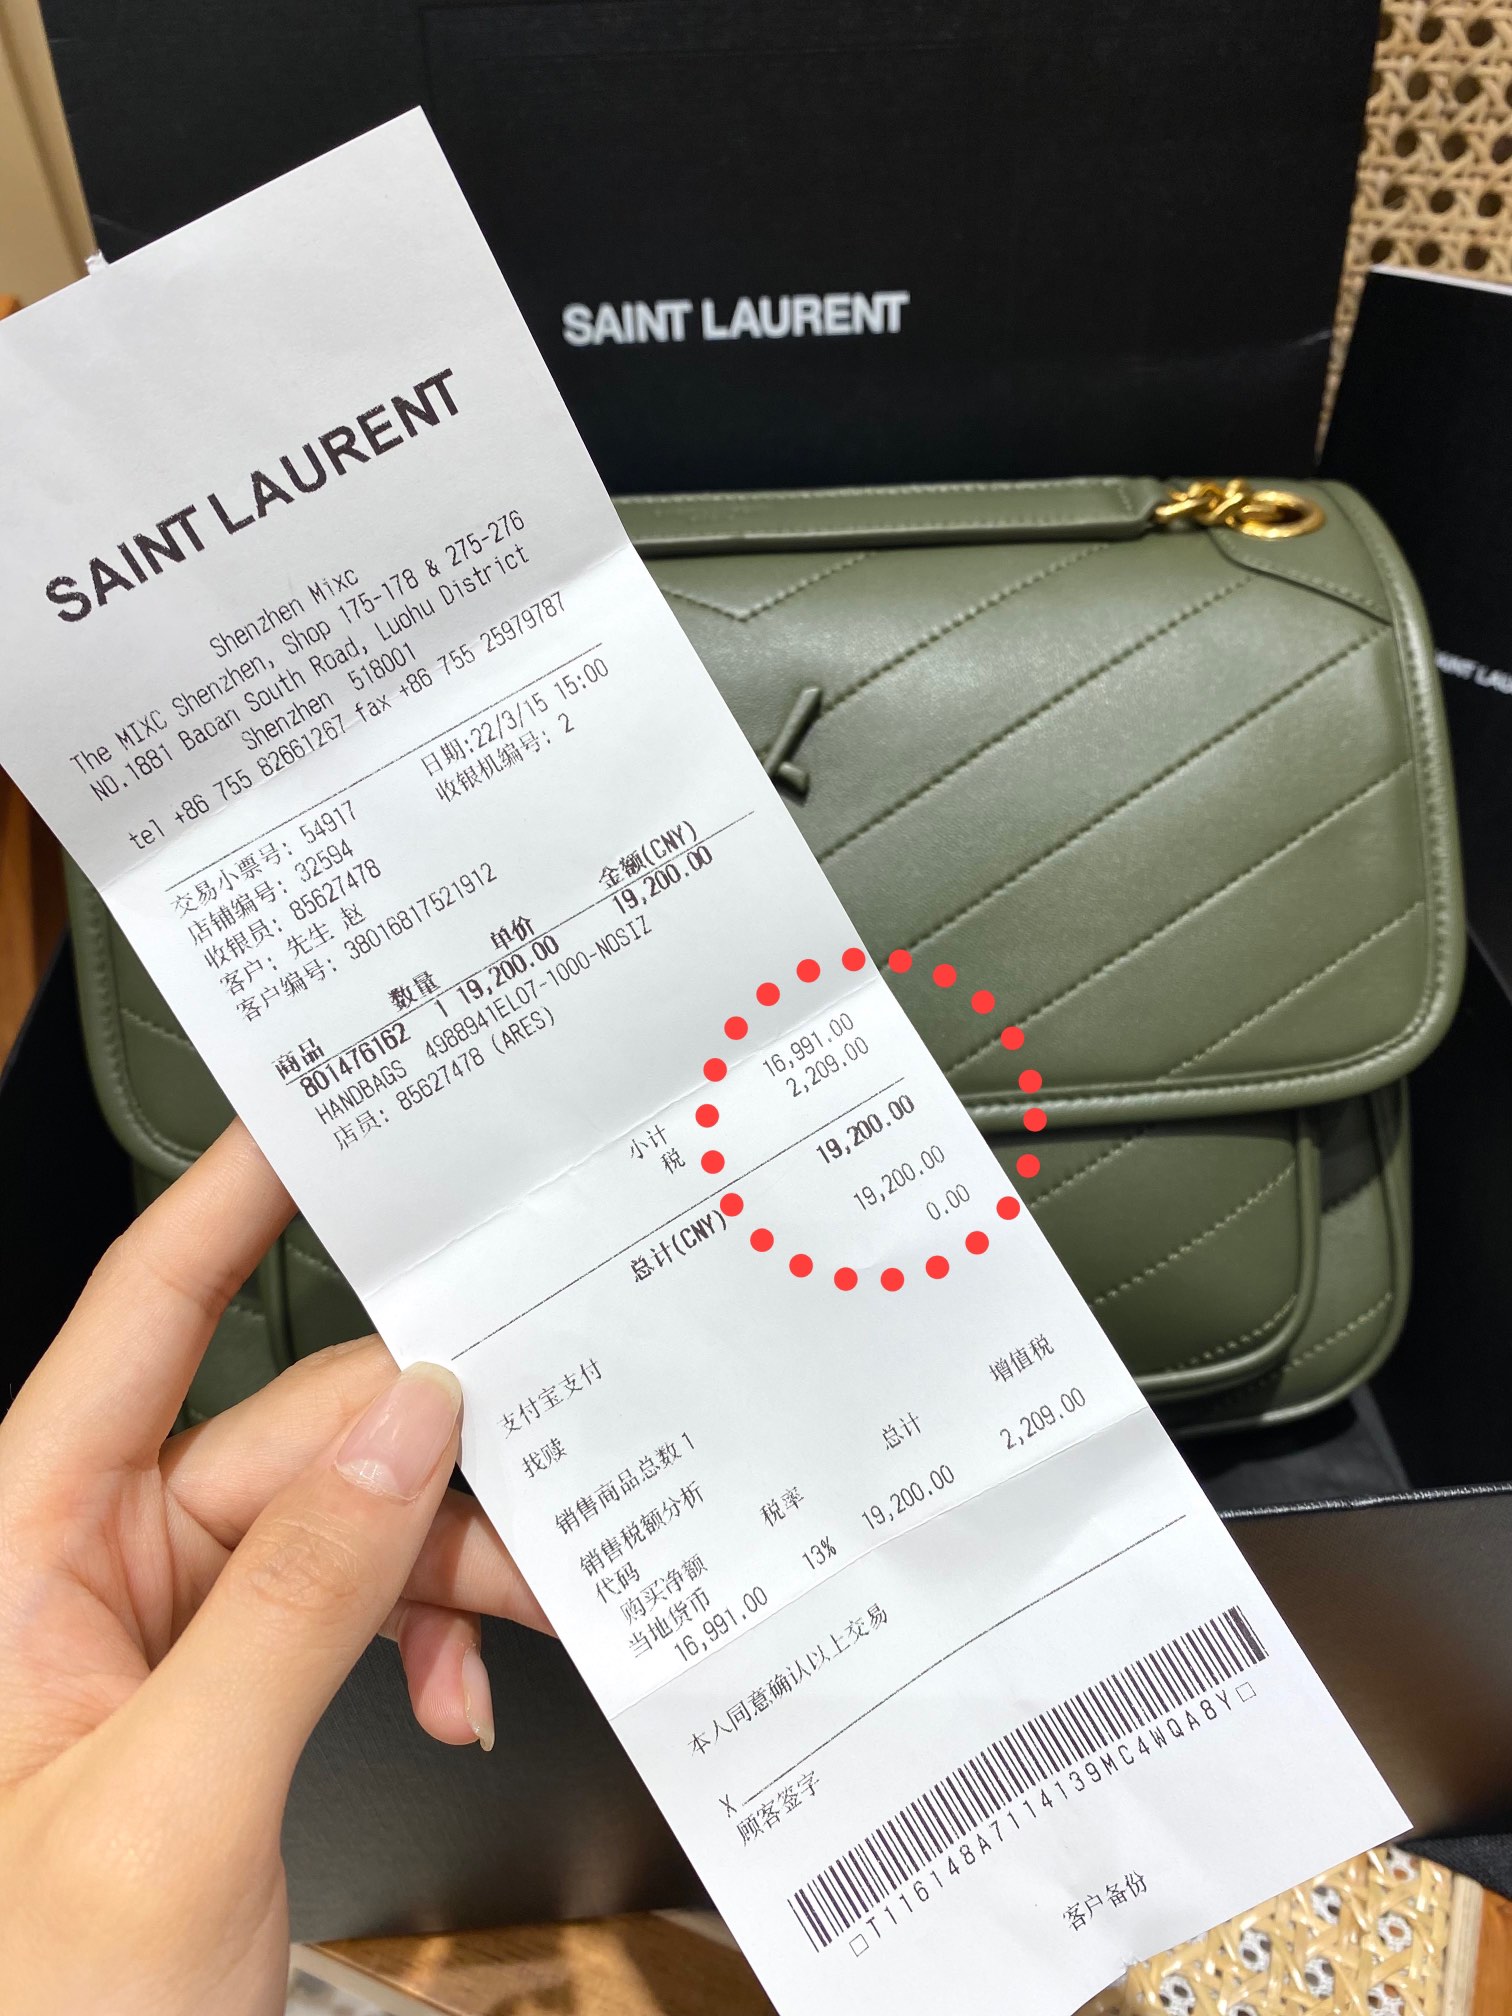 SAINT LAURENT
SAINT LAURENT
Shenzhen Mixc
The MIXC Shenzhen, Shop 175-178 & 275-276
NO.1881 Baoan South Road, Luohu District
Shenzhen 518001
tel +86 755 82661267 fax +86 755 25979787
交易小票号: 54917 日期:22/3/15 15:00
店铺编号: 32594 收银机编号: 2
收银员: 85627478
客户: 先生 赵
客户编号: 38016817521912
商品 数量 单价 金额(CNY)
801476162 1 19,200.00 19,200.00
HANDBAGS 4988941EL07-1000-NOSIZ
店员: 85627478 (ARES)
小计 16,991.00
税 2,209.00
总计(CNY) 19,200.00
支付宝支付 19,200.00
找赎 0.00
销售商品总数 1
销售税额分析
代码 税率 总计 增值税
购买净额 13% 19,200.00 2,209.00
当地货币
16,991.00
本人同意确认以上交易
X
顾客签字
T116148A7114139MC4WQA8Y
客户备份